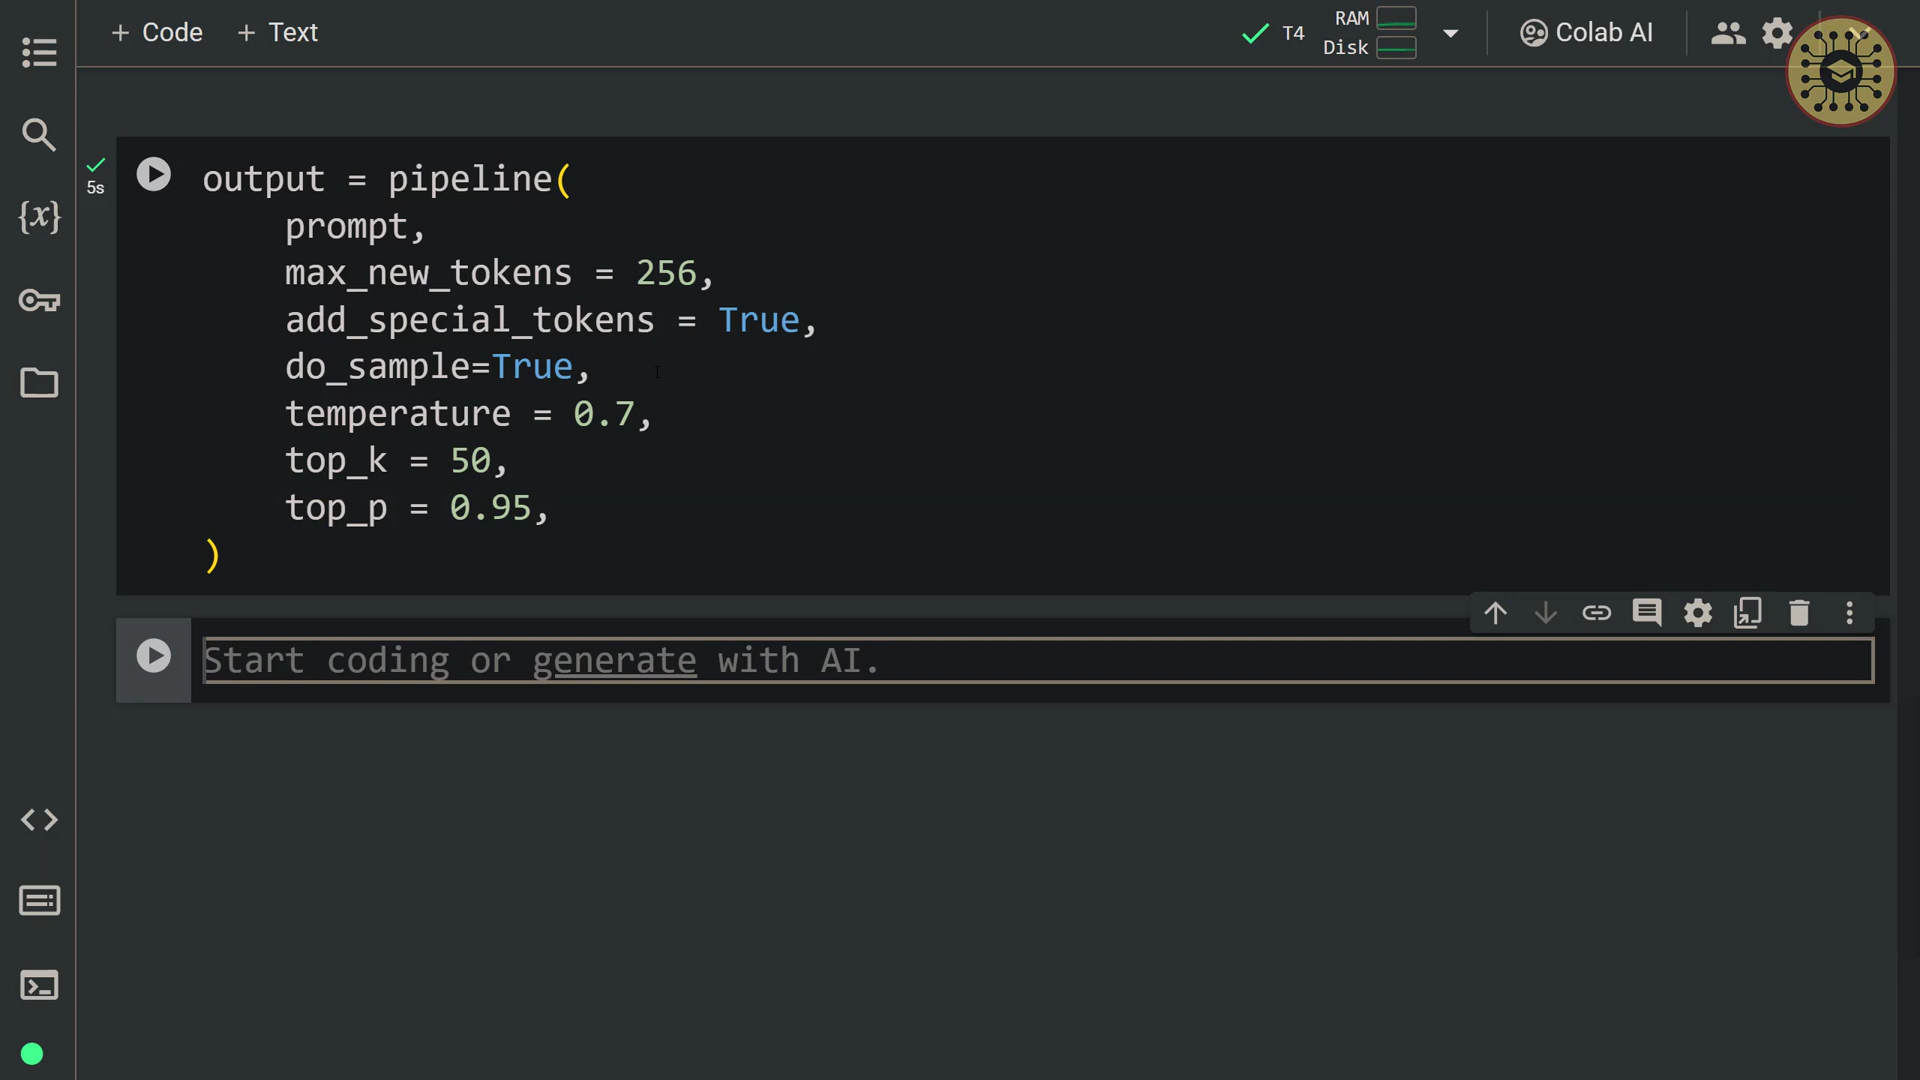 + Code + Text
T4
RAM
Disk
Colab AI
{x}
5s
output = pipeline(
prompt,
max_new_tokens = 256,
add_special_tokens = True,
do_sample=True,
temperature = 0.7,
top_k = 50,
top_p = 0.95,
)
Start coding or generate with AI.